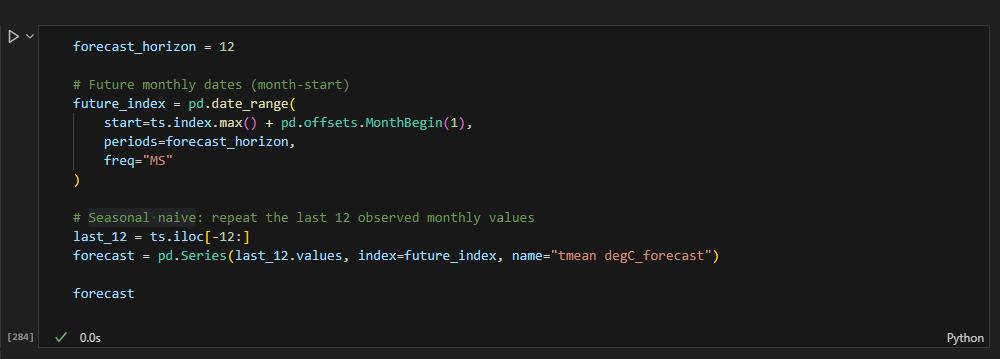 forecast_horizon = 12
# Future monthly dates (month-start)
future_index = pd.date_range(
    start=ts.index.max() + pd.offsets.MonthBegin(1),
    periods=forecast_horizon,
    freq="MS"
)
# Seasonal naive: repeat the last 12 observed monthly values
last_12 = ts.iloc[-12:]
forecast = pd.Series(last_12.values, index=future_index, name="tmean degC_forecast")
forecast
[284] 0.0s Python